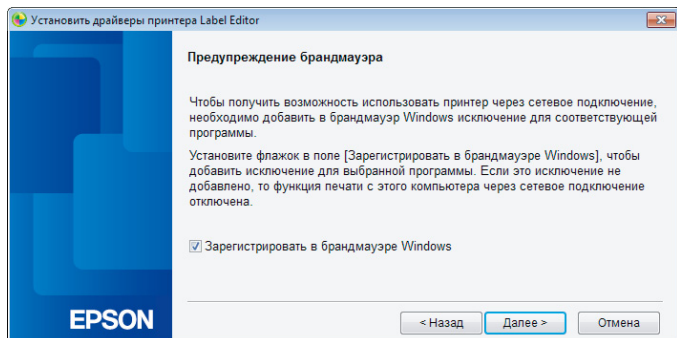 Установить драйверы принтера Label Editor
Предупреждение брандмауэра
Чтобы получить возможность использовать принтер через сетевое подключение,
необходимо добавить в брандмауэр Windows исключение для соответствующей
программы.
Установите флажок в поле [Зарегистрировать в брандмауэре Windows], чтобы
добавить исключение для выбранной программы. Если это исключение не
добавлено, то функция печати с этого компьютера через сетевое подключение
отключена.
Зарегистрировать в брандмауэре Windows
EPSON
< Назад
Далее >
Отмена